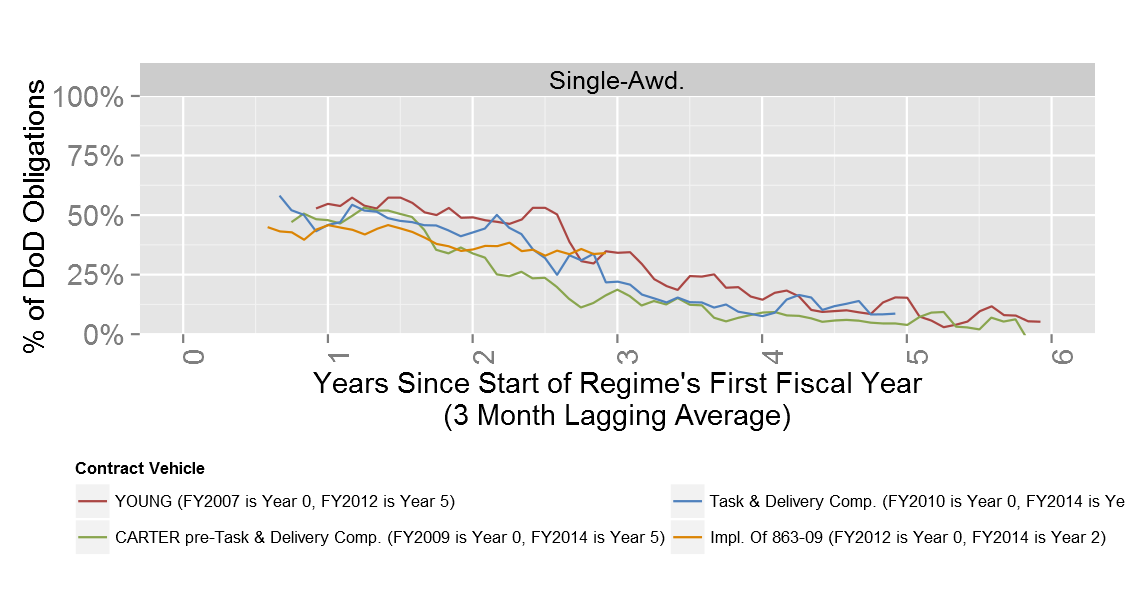 Single-Awd.
% of DoD Obligations
100%
75%
50%
25%
0%
0 1 2 3 4 5 6
Years Since Start of Regime's First Fiscal Year
(3 Month Lagging Average)
Contract Vehicle
YOUNG (FY2007 is Year 0, FY2012 is Year 5)
Task & Delivery Comp. (FY2010 is Year 0, FY2014 is Ye
CARTER pre-Task & Delivery Comp. (FY2009 is Year 0, FY2014 is Year 5)
Impl. Of 863-09 (FY2012 is Year 0, FY2014 is Year 2)